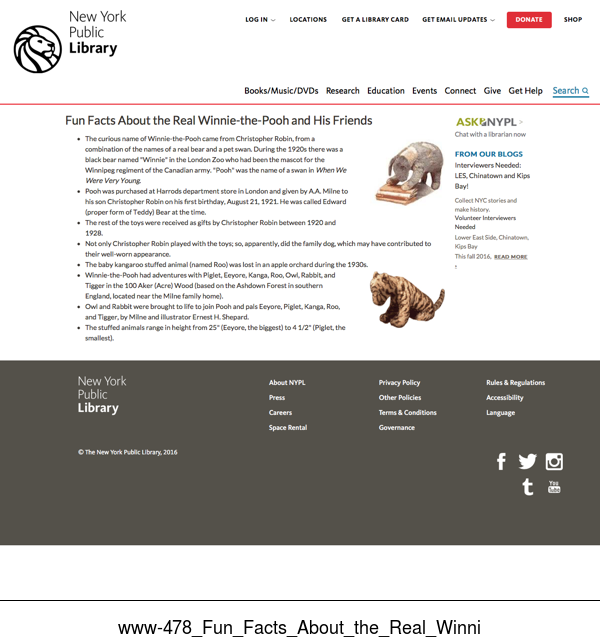 New York
Public
Library
LOG IN
LOCATIONS
GET A LIBRARY CARD
GET EMAIL UPDATES
DONATE
SHOP
Books/Music/DVDs
Research
Education
Events
Connect
Give
Get Help
Search
Fun Facts About the Real Winnie-the-Pooh and His Friends
The curious name of Winnie-the-Pooh came from Christopher Robin, from a
combination of the names of a real bear and a pet swan. During the 1920s there was a
black bear named "Winnie" in the London Zoo who had been the mascot for the
Winnipeg regiment of the Canadian army. "Pooh" was the name of a swan in When We
Were Very Young.
Pooh was purchased at Harrods department store in London and given by A.A. Milne to
his son Christopher Robin on his first birthday, August 21, 1921. He was called Edward
(proper form of Teddy) Bear at the time.
The rest of the toys were received as gifts by Christopher Robin between 1920 and
1928.
Not only Christopher Robin played with the toys; so, apparently, did the family dog, which may have contributed to
their well-worn appearance.
The baby kangaroo stuffed animal (named Roo) was lost in an apple orchard during the 1930s.
Winnie-the-Pooh had adventures with Piglet, Eeyore, Kanga, Roo, Owl, Rabbit, and
Tigger in the 100 Aker (Acre) Wood (based on the Ashdown Forest in southern
England, located near the Milne family home).
Owl and Rabbit were brought to life to join Pooh and pals Eeyore, Piglet, Kanga, Roo,
and Tigger, by Milne and illustrator Ernest H. Shepard.
The stuffed animals range in height from 25" (Eeyore, the biggest) to 4 1/2" (Piglet, the
smallest).
ASK NYPL >
Chat with a librarian now
FROM OUR BLOGS
Interviewers Needed:
LES, Chinatown and Kips
Bay!
Collect NYC stories and
make history.
Volunteer Interviewers
Needed
Lower East Side, Chinatown,
Kips Bay
This fall 2016, READ MORE
New York
Public
Library
© The New York Public Library, 2016
About NYPL
Press
Careers
Space Rental
Privacy Policy
Other Policies
Terms & Conditions
Governance
Rules & Regulations
Accessibility
Language
You
Tube
www-478_Fun_Facts_About_the_Real_Winni